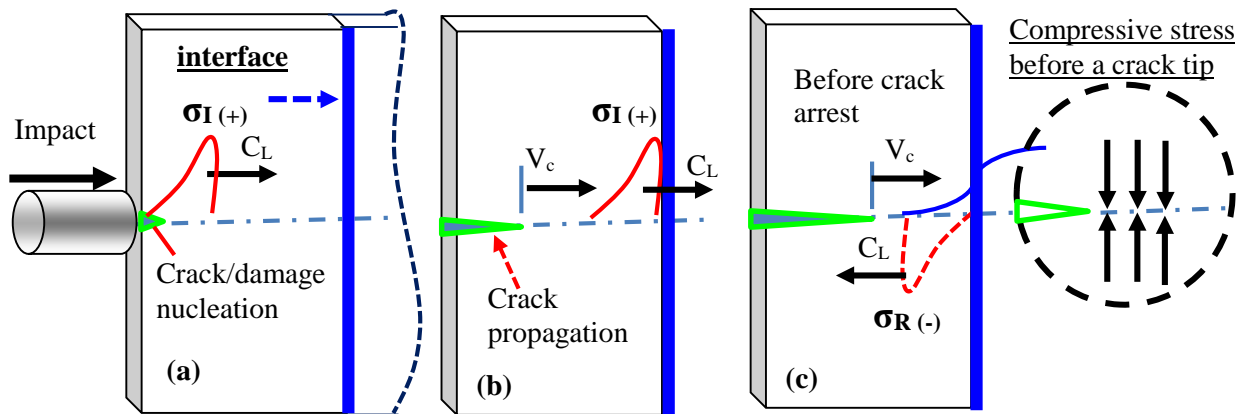 interface
σI (+)
Impact
CL
Crack/damage
nucleation
(a)
σI (+)
Vc
CL
Crack
propagation
(b)
Before crack
arrest
Vc
CL
σR (-)
(c)
Compressive stress
before a crack tip